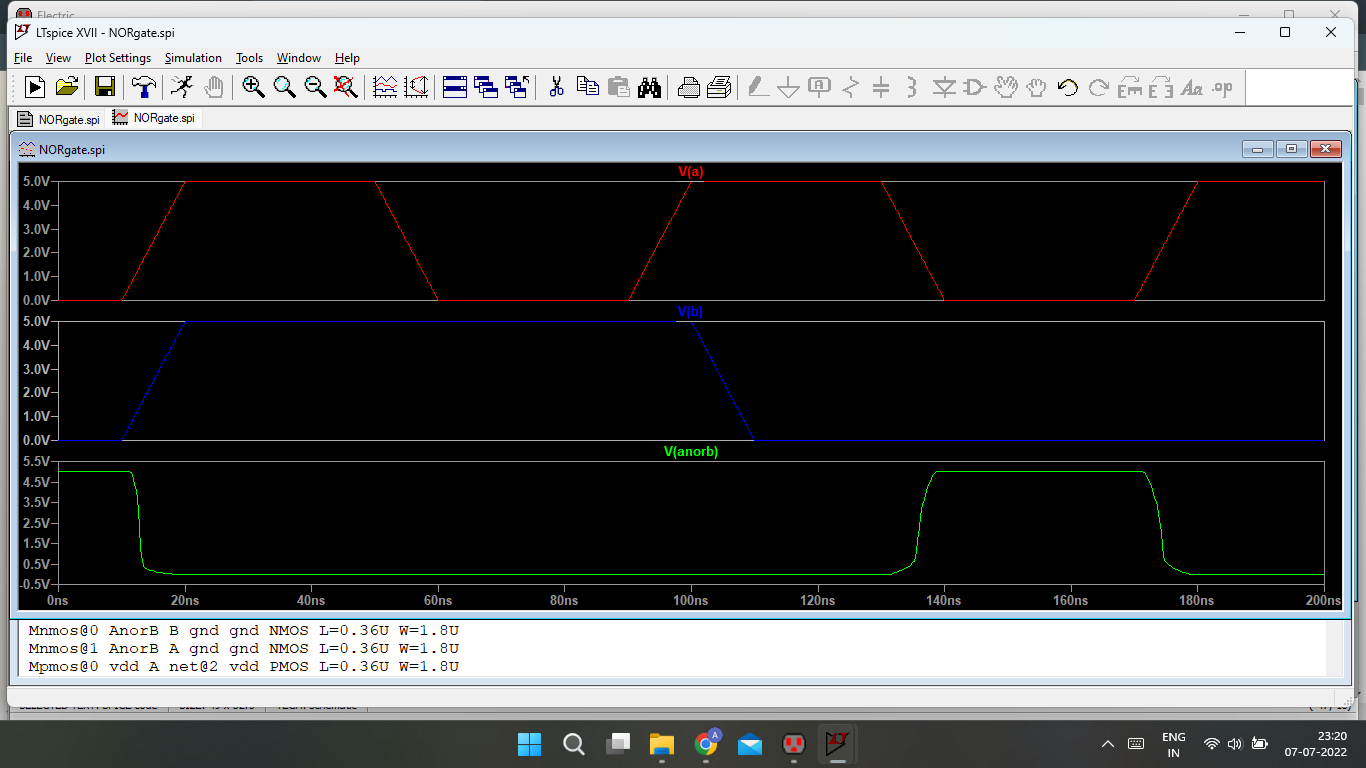 Electric
LTspice XVII - NORgate.spi
File View Plot Settings Simulation Tools Window Help
NORgate.spi NORgate.spi
NORgate.spi
V(a)
5.0V
4.0V
3.0V
2.0V
1.0V
0.0V
V(b)
5.0V
4.0V
3.0V
2.0V
1.0V
0.0V
V(anorb)
5.5V
4.5V
3.5V
2.5V
1.5V
0.5V
-0.5V
0ns 20ns 40ns 60ns 80ns 100ns 120ns 140ns 160ns 180ns 200ns
Mnmos@0 AnorB B gnd gnd NMOS L=0.36U W=1.8U
Mnmos@1 AnorB A gnd gnd NMOS L=0.36U W=1.8U
Mpmos@0 vdd A net@2 vdd PMOS L=0.36U W=1.8U
ENG
IN
23:20
07-07-2022